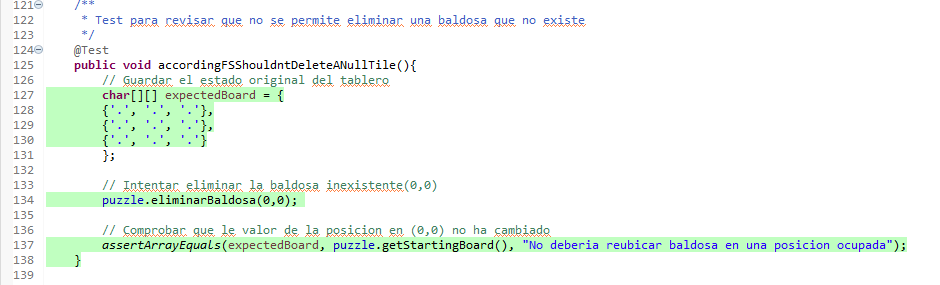 121 /**
122 * Test para revisar que no se permite eliminar una baldosa que no existe
123 */
124 @Test
125 public void accordingFSShouldntDeleteANullTile(){
126 // Guardar el estado original del tablero
127 char[][] expectedBoard = {
128 {'.', '.', '.'},
129 {'.', '.', '.'},
130 {'.', '.', '.'}
131 };
132
133 // Intentar eliminar la baldosa inexistente(0,0)
134 puzzle.eliminarBaldosa(0,0);
135
136 // Comprobar que le valor de la posicion en (0,0) no ha cambiado
137 assertArrayEquals(expectedBoard, puzzle.getStartingBoard(), "No deberia reubicar baldosa en una posicion ocupada");
138 }
139